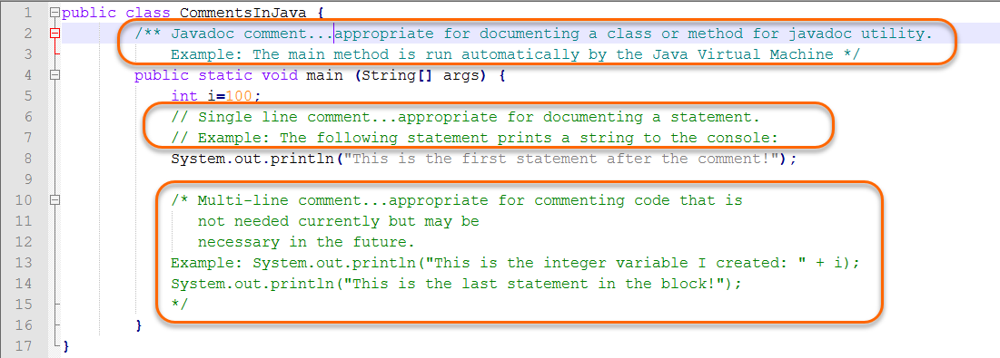 1 public class CommentsInJava {
2 /** Javadoc comment...appropriate for documenting a class or method for javadoc utility.
3 Example: The main method is run automatically by the Java Virtual Machine */
4 public static void main (String[] args) {
5 int i=100;
6 // Single line comment...appropriate for documenting a statement.
7 // Example: The following statement prints a string to the console:
8 System.out.println("This is the first statement after the comment!");
9
10 /* Multi-line comment...appropriate for commenting code that is
11 not needed currently but may be
12 necessary in the future.
13 Example: System.out.println("This is the integer variable I created: " + i);
14 System.out.println("This is the last statement in the block!");
15 */
16 }
17 }